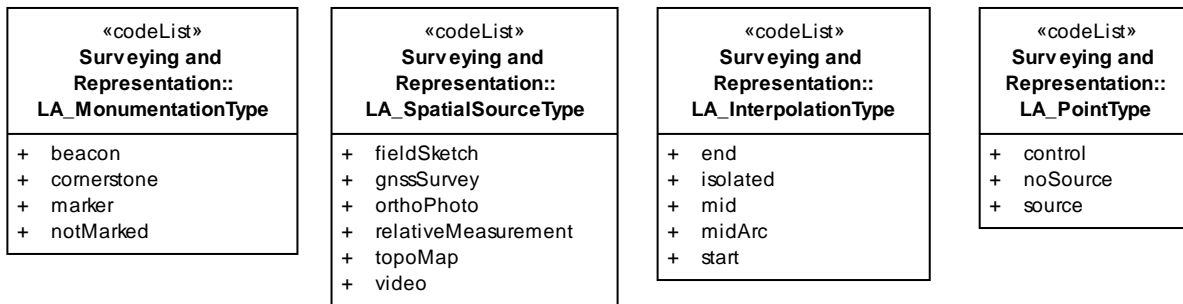 «codeList»
Surveying and
Representation::
LA_MonumentationType
+ beacon
+ cornerstone
+ marker
+ notMarked
«codeList»
Surveying and
Representation::
LA_SpatialSourceType
+ fieldSketch
+ gnssSurvey
+ orthoPhoto
+ relativeMeasurement
+ topoMap
+ video
«codeList»
Surveying and
Representation::
LA_InterpolationType
+ end
+ isolated
+ mid
+ midArc
+ start
«codeList»
Surveying and
Representation::
LA_PointType
+ control
+ noSource
+ source